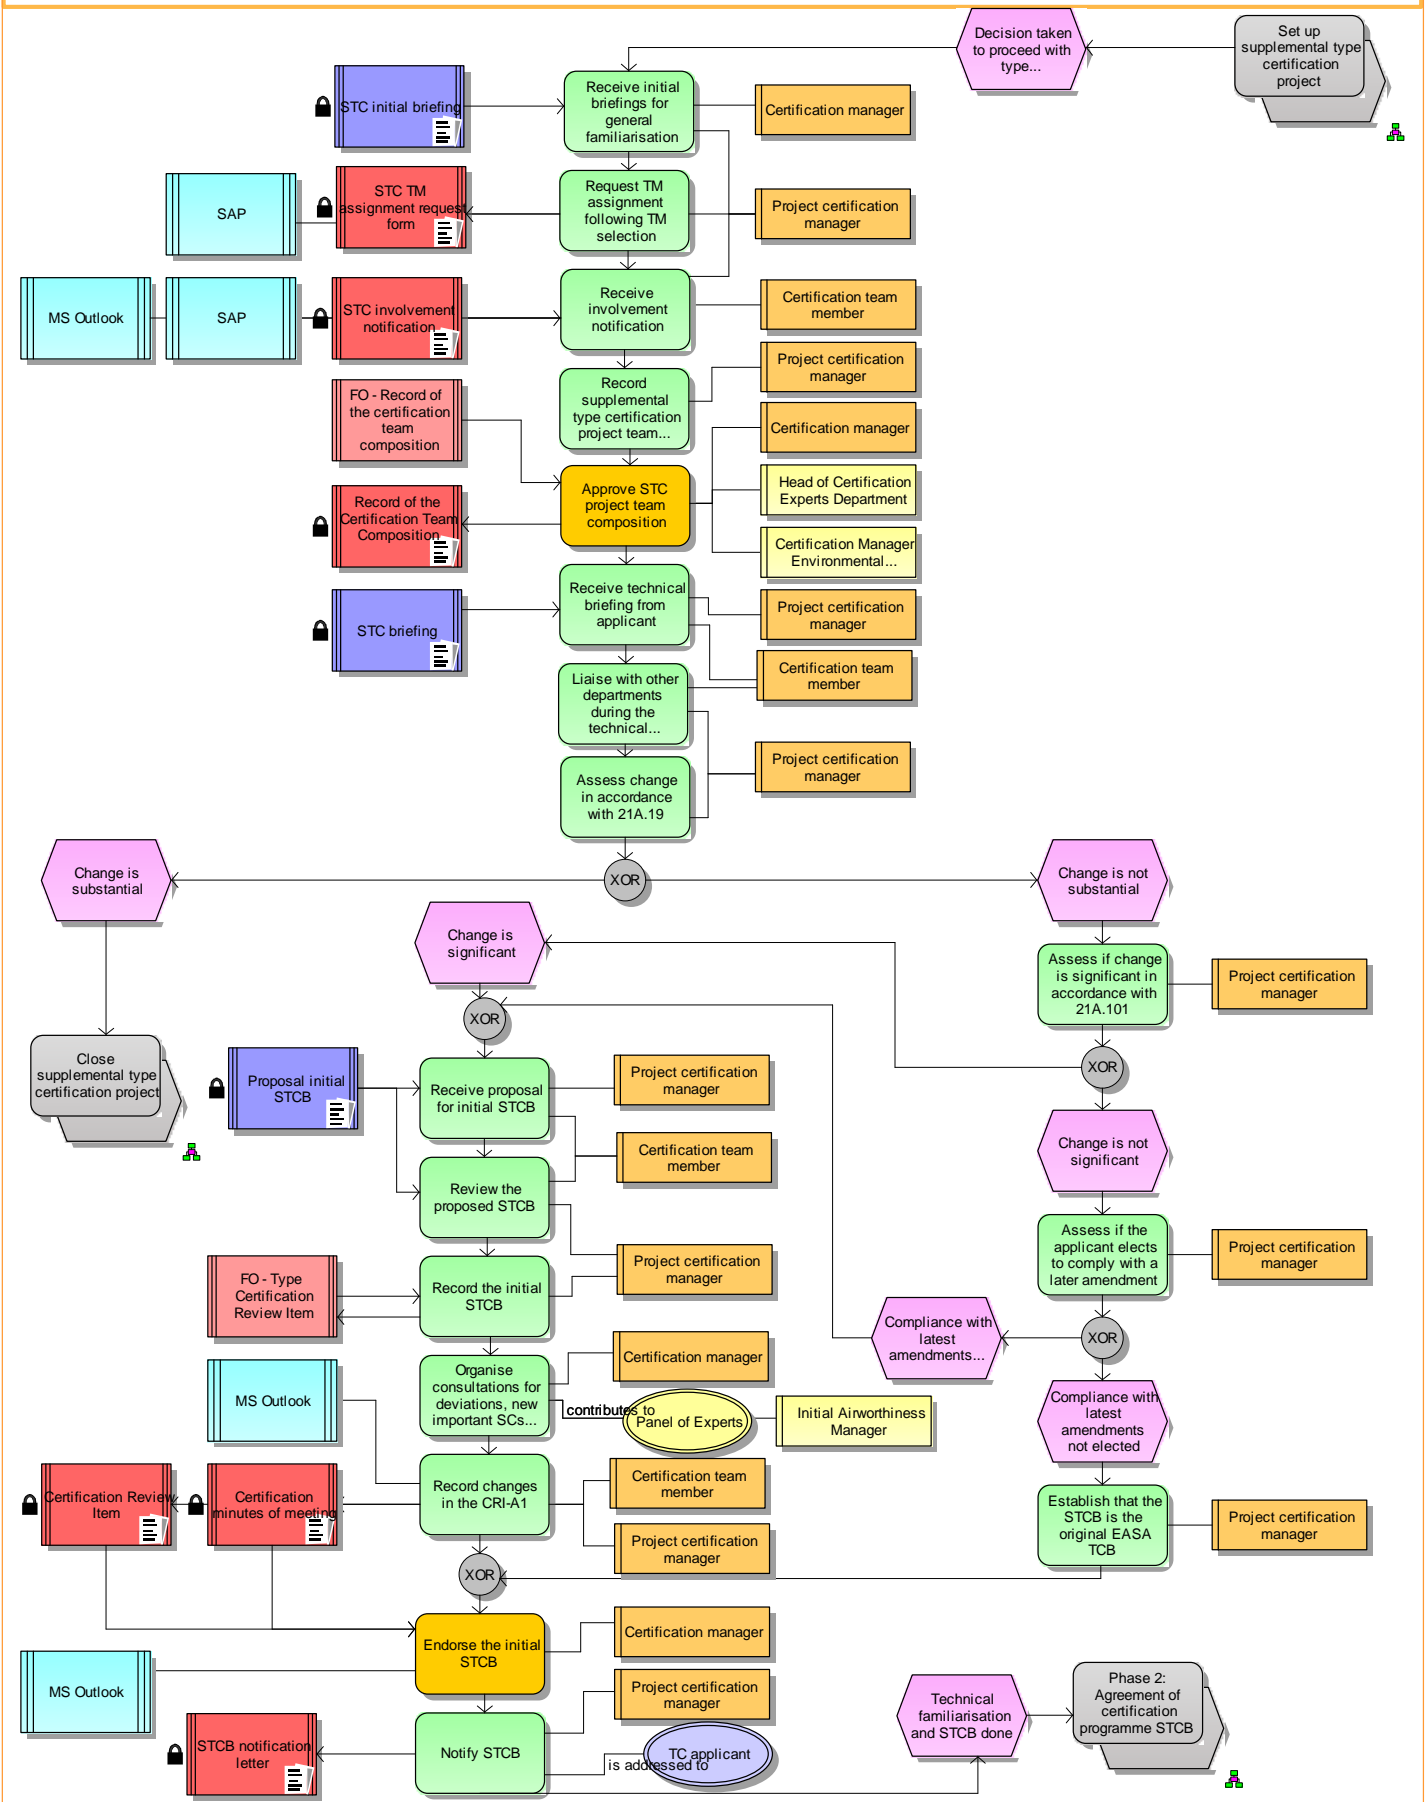 Decision taken
to proceed with
type...
Set up
supplemental type
certification
project
STC initial briefing
Receive initial
briefings for
general
familiarisation
Certification manager
SAP
STC TM
assignment request
form
Request TM
assignment
following TM
selection
Project certification
manager
MS Outlook
SAP
STC involvement
notification
Receive
involvement
notification
Certification team
member
FO - Record of
the certification
team
composition
Record
supplemental
type certification
project team...
Project certification
manager
Certification manager
Record of the
Certification Team
Composition
Approve STC
project team
composition
Head of Certification
Experts Department
Certification Manager
Environmental...
STC briefing
Receive technical
briefing from
applicant
Project certification
manager
Liaise with other
departments
during the
technical...
Certification team
member
Assess change
in accordance
with 21A.19
Project certification
manager
Change is
substantial
XOR
Change is not
substantial
Change is
significant
Assess if change
is significant in
accordance with
21A.101
Project certification
manager
XOR
XOR
Close
supplemental type
certification project
Proposal initial
STCB
Receive proposal
for initial STCB
Project certification
manager
Change is not
significant
Review the
proposed STCB
Certification team
member
Assess if the
applicant elects
to comply with a
later amendment
Project certification
manager
FO - Type
Certification
Review Item
Record the initial
STCB
Project certification
manager
Compliance with
latest
amendments...
XOR
MS Outlook
Organise
consultations for
deviations, new
important SCs...
Certification manager
contributes to
Panel of Experts
Initial Airworthiness
Manager
Compliance with
latest
amendments
not elected
Certification Review
Item
Certification
minutes of meeting
Record changes
in the CRI-A1
Certification team
member
Project certification
manager
Establish that the
STCB is the
original EASA
TCB
Project certification
manager
XOR
MS Outlook
Endorse the initial
STCB
Certification manager
Project certification
manager
STCB notification
letter
Notify STCB
is addressed to
TC applicant
Technical
familiarisation
and STCB done
Phase 2:
Agreement of
certification
programme STCB